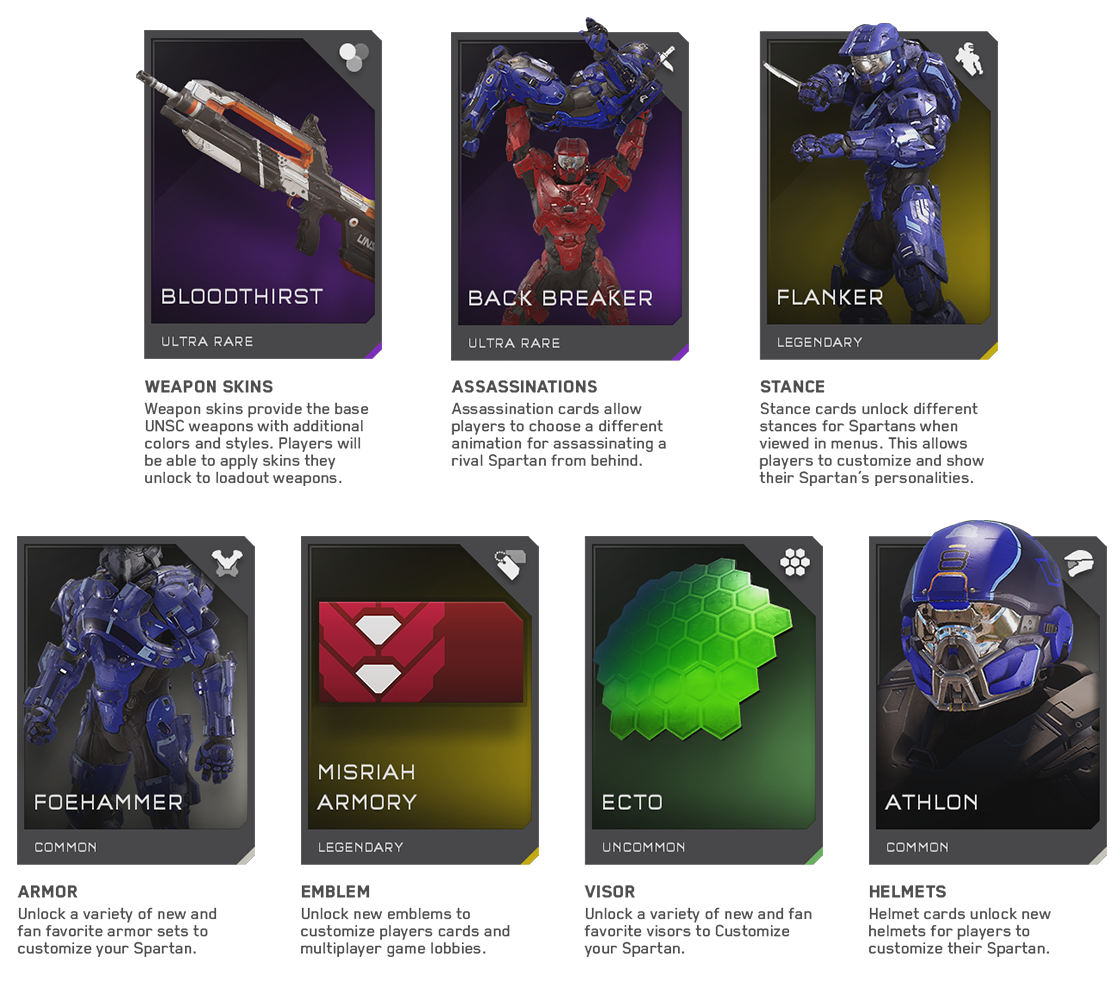 UNS
BLOODTHIRST
ULTRA RARE
WEAPON SKINS
Weapon skins provide the base
UNSC weapons with additional
colors and styles. Players will
be able to apply skins they
unlock to loadout weapons.
BACK BREAKER
ULTRA RARE
ASSASSINATIONS
Assassination cards allow
players to choose a different
animation for assassinating a
rival Spartan from behind.
FLANKER
LEGENDARY
STANCE
Stance cards unlock different
stances for Spartans when
viewed in menus. This allows
players to customize and show
their Spartan's personalities.
FOEHAMMER
COMMON
ARMOR
Unlock a variety of new and
fan favorite armor sets to
customize your Spartan.
MISRIAH
ARMORY
LEGENDARY
EMBLEM
Unlock new emblems to
customize players cards and
multiplayer game lobbies.
ECTO
UNCOMMON
VISOR
Unlock a variety of new and fan
favorite visors to Customize
your Spartan.
ATHLON
COMMON
HELMETS
Helmet cards unlock new
helmets for players to
customize their Spartan.